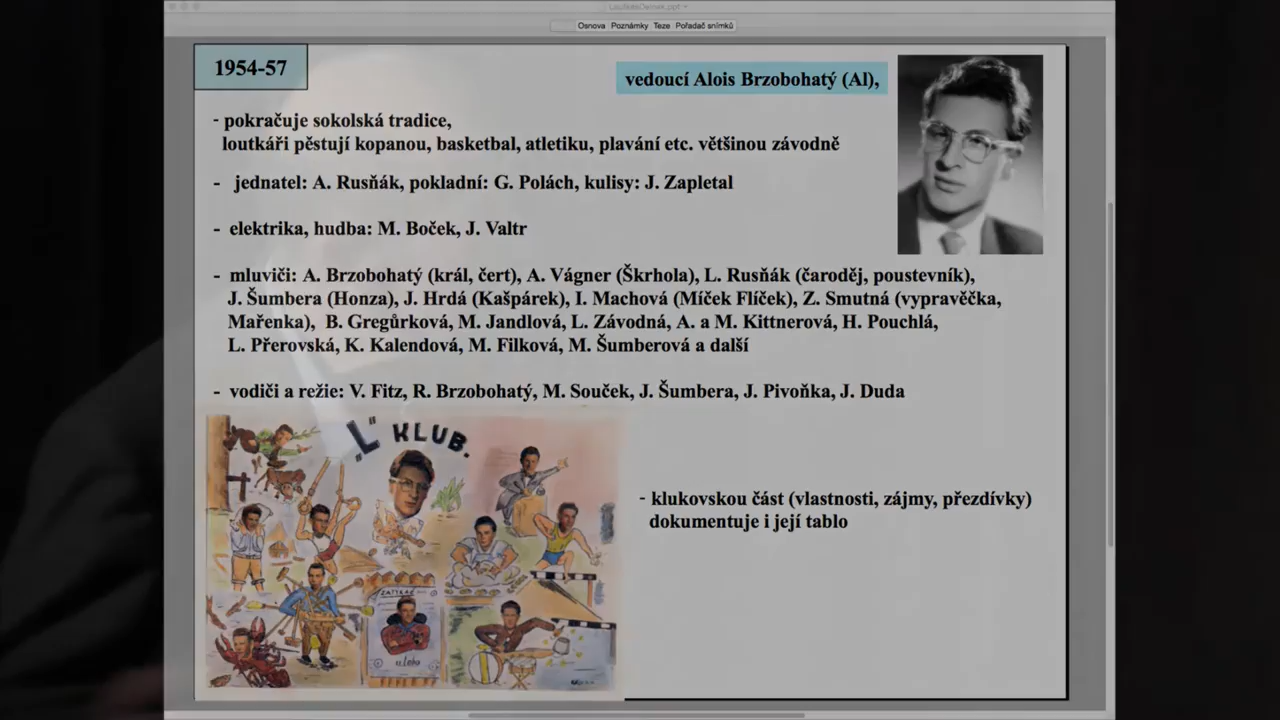 LoutkesDejnek.ppt
Osnova Poznámky Teze Pořadač snímků
1954-57
vedoucí Alois Brzobohatý (Al),
- pokračuje sokolská tradice,
loutkáři pěstují kopanou, basketbal, atletiku, plavání etc. většinou závodně
- jednatel: A. Rusňák, pokladní: G. Polách, kulisy: J. Zapletal
- elektrika, hudba: M. Boček, J. Valtr
- mluviči: A. Brzobohatý (král, čert), A. Vágner (Škrhola), L. Rusňák (čaroděj, poustevník),
J. Šumbera (Honza), J. Hrdá (Kašpárek), I. Machová (Míček Flíček), Z. Smutná (vypravěčka,
Mařenka), B. Gregůrková, M. Jandlová, L. Závodná, A. a M. Kittnerová, H. Pouchlá,
L. Přerovská, K. Kalendová, M. Filková, M. Šumberová a další
- vodiči a režie: V. Fitz, R. Brzobohatý, M. Souček, J. Šumbera, J. Pivoňka, J. Duda
"L" KLUB.
ZATYKAČ
- klukovskou část (vlastnosti, zájmy, přezdívky)
dokumentuje i její tablo